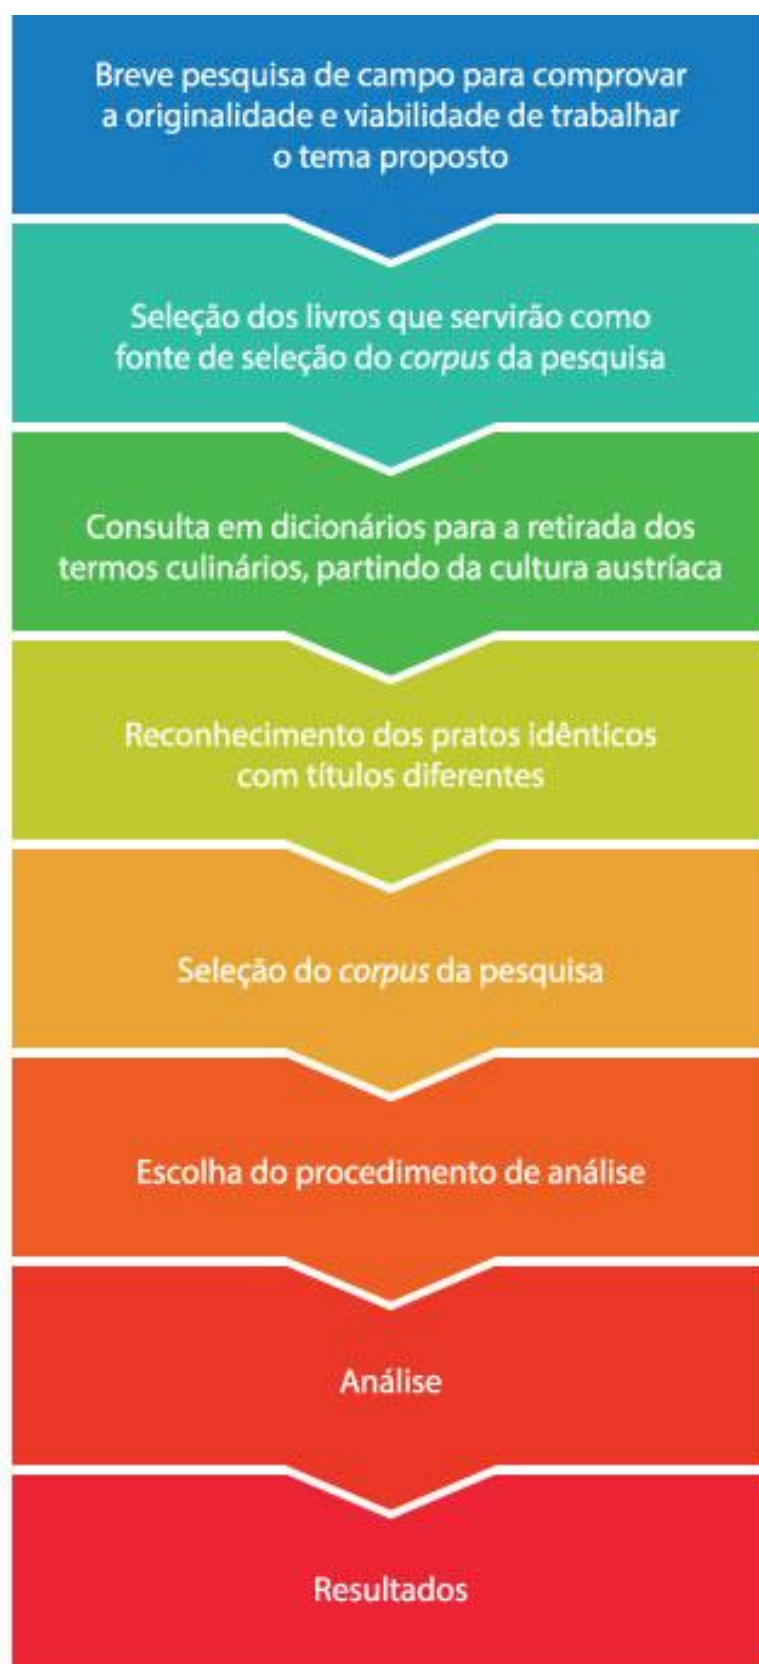 Breve pesquisa de campo para comprovar
a originalidade e viabilidade de trabalhar
o tema proposto
Seleção dos livros que servirão como
fonte de seleção do corpus da pesquisa
Consulta em dicionários para a retirada dos
termos culinários, partindo da cultura austríaca
Reconhecimento dos pratos idênticos
com títulos diferentes
Seleção do corpus da pesquisa
Escolha do procedimento de análise
Análise
Resultados